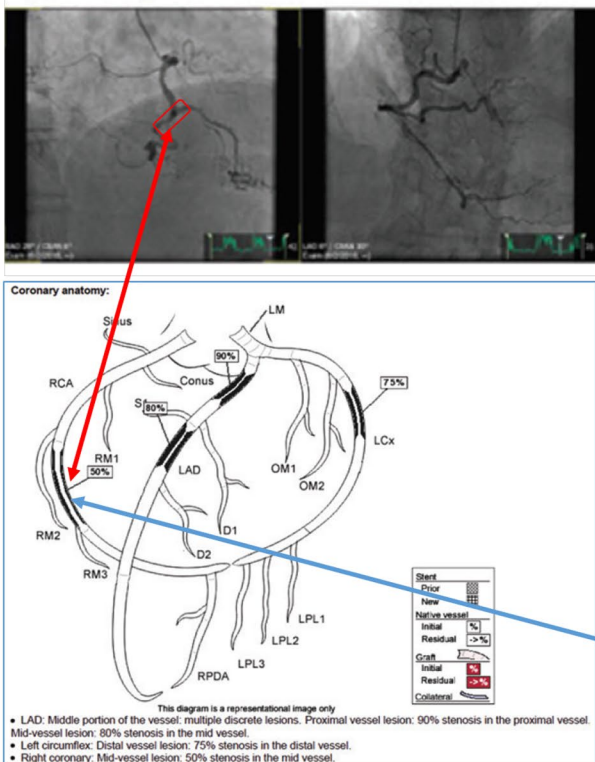 Coronary anatomy:
LM
Sinus
90%
Conus
RCA
75%
80%
LCx
RM1
LAD
OM1
50%
OM2
D1
RM2
D2
RM3
LPL1
LPL2
LPL3
RPDA
Stent
Prior
New
Native vessel
Initial %
Residual ->%
Graft
Initial %
Residual ->%
Collateral
This diagram is a representational image only
• LAD: Middle portion of the vessel: multiple discrete lesions. Proximal vessel lesion: 90% stenosis in the proximal vessel.
Mid-vessel lesion: 80% stenosis in the mid vessel.
• Left circumflex: Distal vessel lesion: 75% stenosis in the distal vessel.
• Right coronary: Mid-vessel lesion: 50% stenosis in the mid vessel.